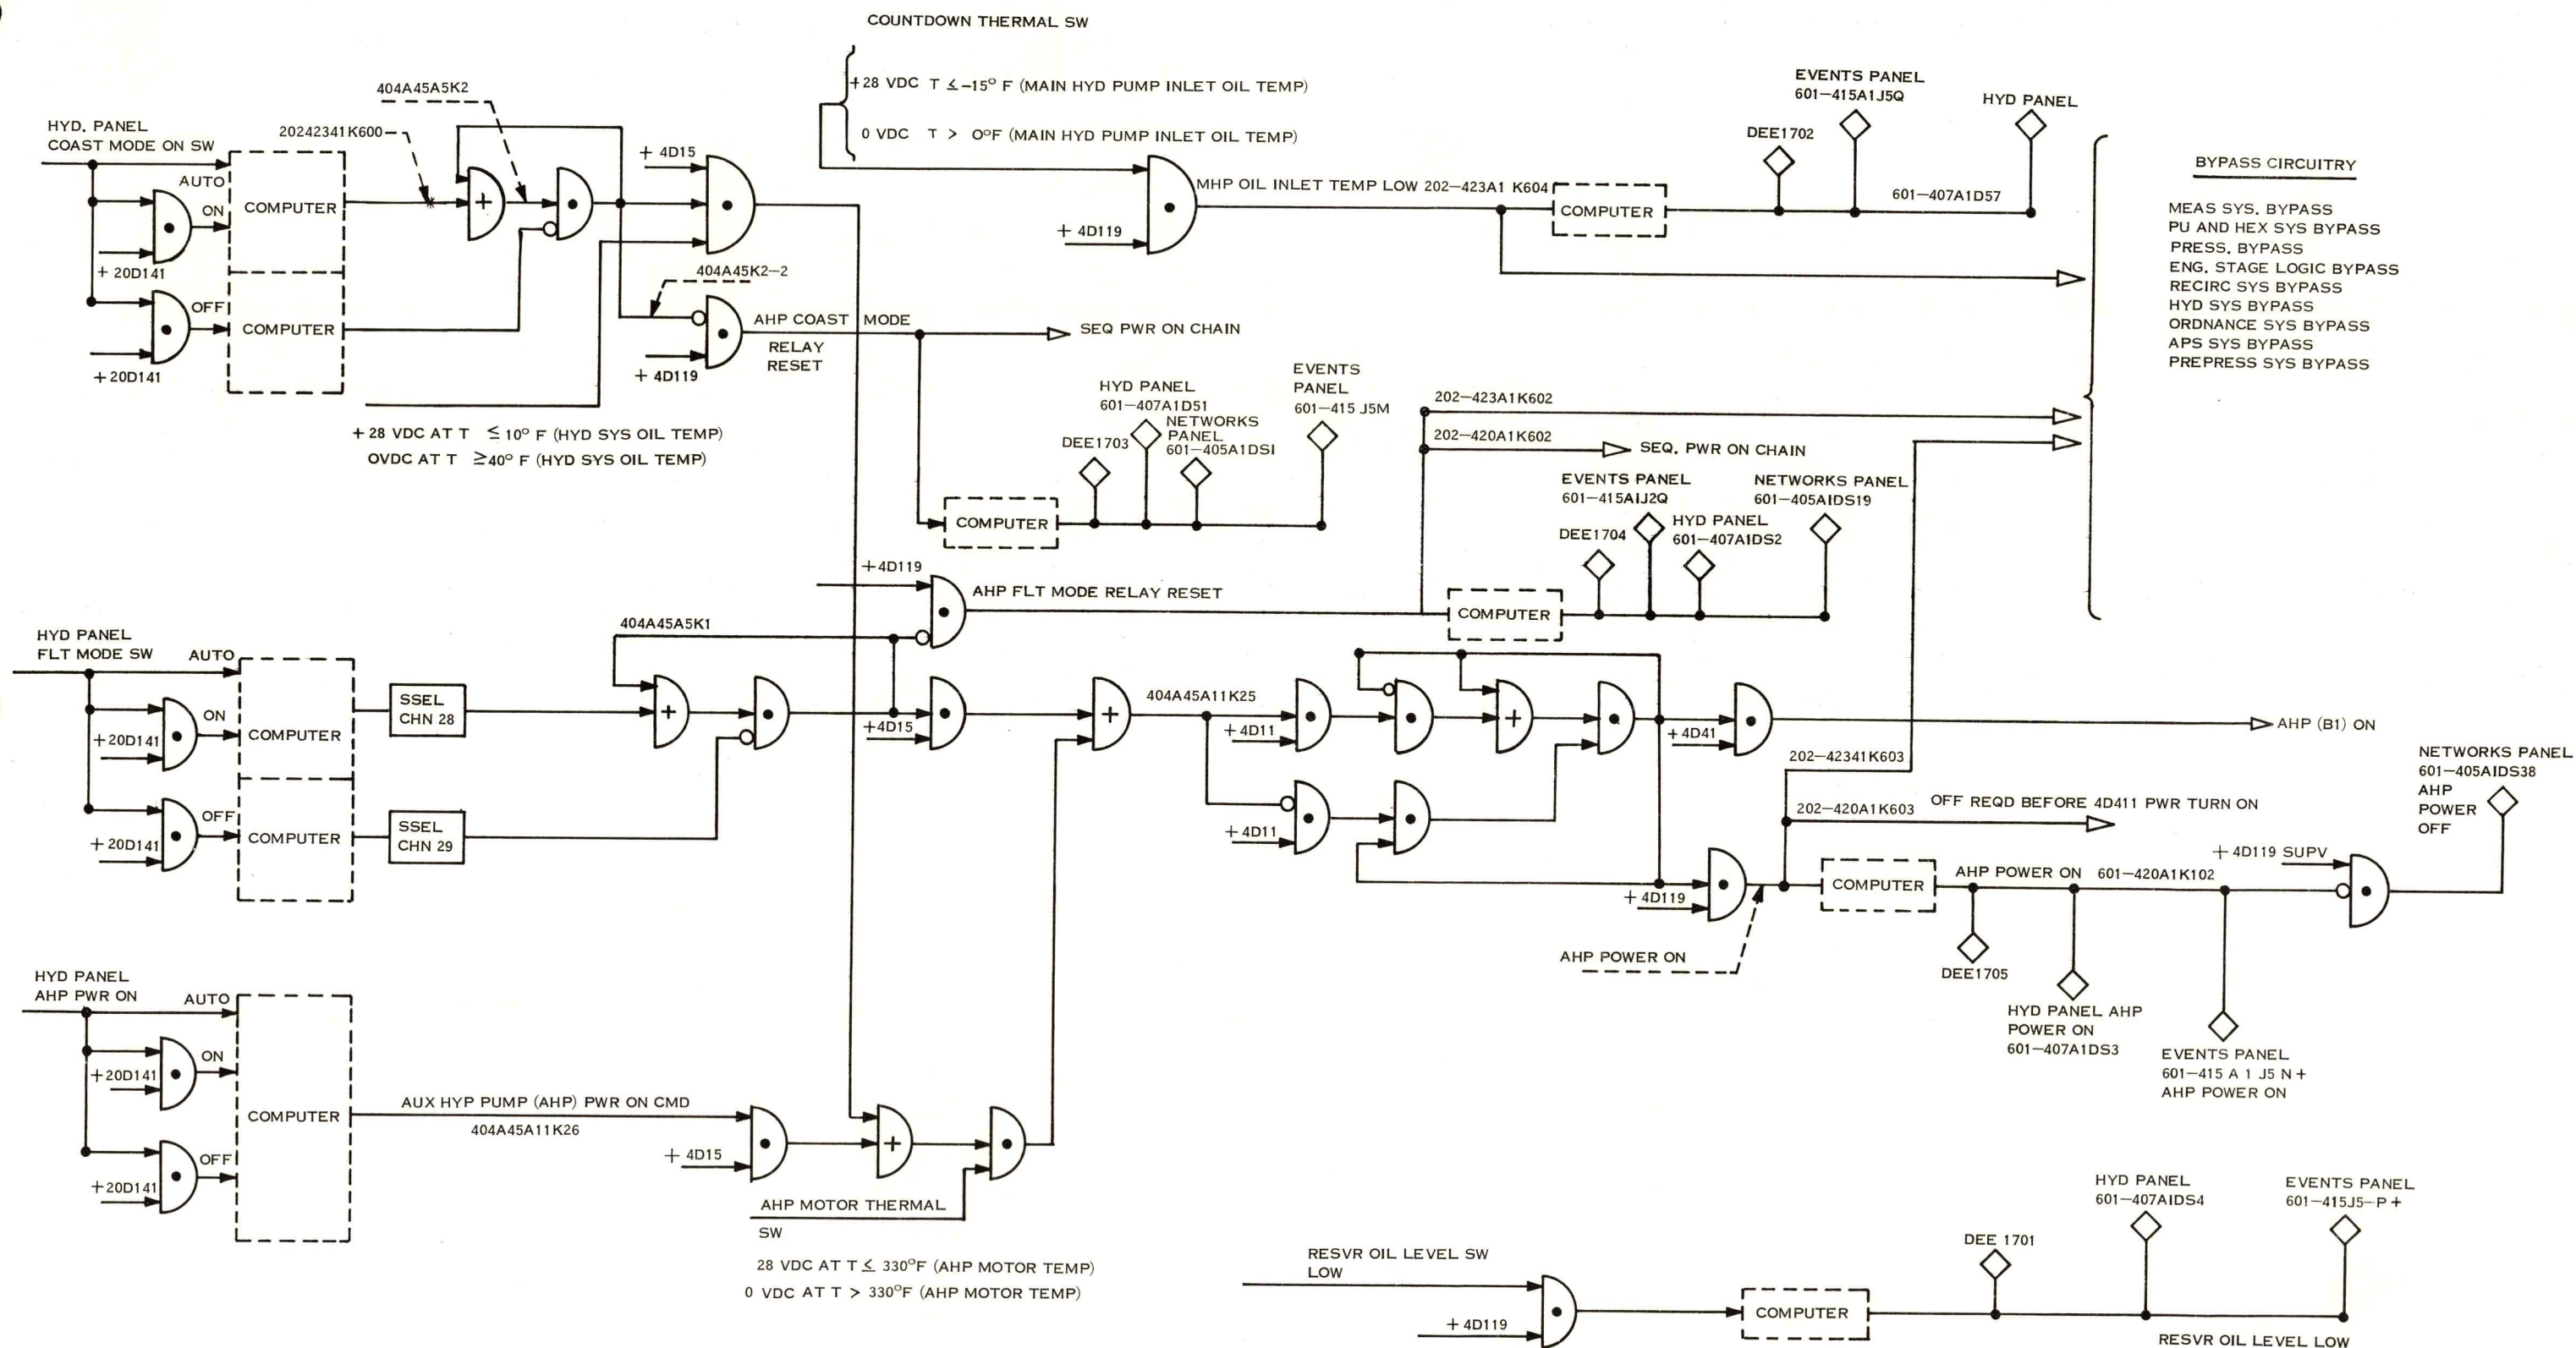 COUNTDOWN THERMAL SW
+28 VDC T ≤ -15° F (MAIN HYD PUMP INLET OIL TEMP)
0 VDC T > 0°F (MAIN HYD PUMP INLET OIL TEMP)
404A45A5K2
20242341K600
HYD. PANEL
COAST MODE ON SW
AUTO
ON
COMPUTER
+ 20D141
OFF
COMPUTER
+ 20D141
+
+ 4D15
404A45K2-2
+ 4D119
AHP COAST MODE
RELAY
RESET
SEQ PWR ON CHAIN
+ 28 VDC AT T ≤ 10° F (HYD SYS OIL TEMP)
OVDC AT T ≥40° F (HYD SYS OIL TEMP)
+ 4D119
MHP OIL INLET TEMP LOW 202-423A1 K604
COMPUTER
DEE1702
EVENTS PANEL
601-415A1J5Q
HYD PANEL
601-407A1D57
BYPASS CIRCUITRY
MEAS SYS. BYPASS
PU AND HEX SYS BYPASS
PRESS. BYPASS
ENG. STAGE LOGIC BYPASS
RECIRC SYS BYPASS
HYD SYS BYPASS
ORDNANCE SYS BYPASS
APS SYS BYPASS
PREPRESS SYS BYPASS
HYD PANEL
601-407A1D51
NETWORKS
PANEL
601-405A1DSI
DEE1703
EVENTS
PANEL
601-415 J5M
COMPUTER
202-423A1K602
202-420A1K602
SEQ. PWR ON CHAIN
EVENTS PANEL
601-415AIJ2Q
NETWORKS PANEL
601-405AIDS19
DEE1704
HYD PANEL
601-407AIDS2
+4D119
AHP FLT MODE RELAY RESET
COMPUTER
HYD PANEL
FLT MODE SW
AUTO
ON
+20D141
COMPUTER
OFF
+20D141
COMPUTER
SSEL
CHN 28
SSEL
CHN 29
404A45A5K1
+
+4D15
+
404A45A11K25
+4D11
+4D11
+
+ 4D41
AHP (B1) ON
202-42341K603
202-420A1K603
OFF REQD BEFORE 4D411 PWR TURN ON
+ 4D119
AHP POWER ON
COMPUTER
AHP POWER ON 601-420A1K102
+ 4D119 SUPV
NETWORKS PANEL
601-405AIDS38
AHP
POWER
OFF
DEE1705
HYD PANEL AHP
POWER ON
601-407A1DS3
EVENTS PANEL
601-415 A 1 J5 N +
AHP POWER ON
HYD PANEL
AHP PWR ON
AUTO
ON
+20D141
COMPUTER
OFF
+20D141
AUX HYP PUMP (AHP) PWR ON CMD
404A45A11K26
+ 4D15
+
AHP MOTOR THERMAL
SW
28 VDC AT T ≤ 330°F (AHP MOTOR TEMP)
0 VDC AT T > 330°F (AHP MOTOR TEMP)
RESVR OIL LEVEL SW
LOW
+ 4D119
COMPUTER
DEE 1701
HYD PANEL
601-407AIDS4
EVENTS PANEL
601-415J5-P +
RESVR OIL LEVEL LOW